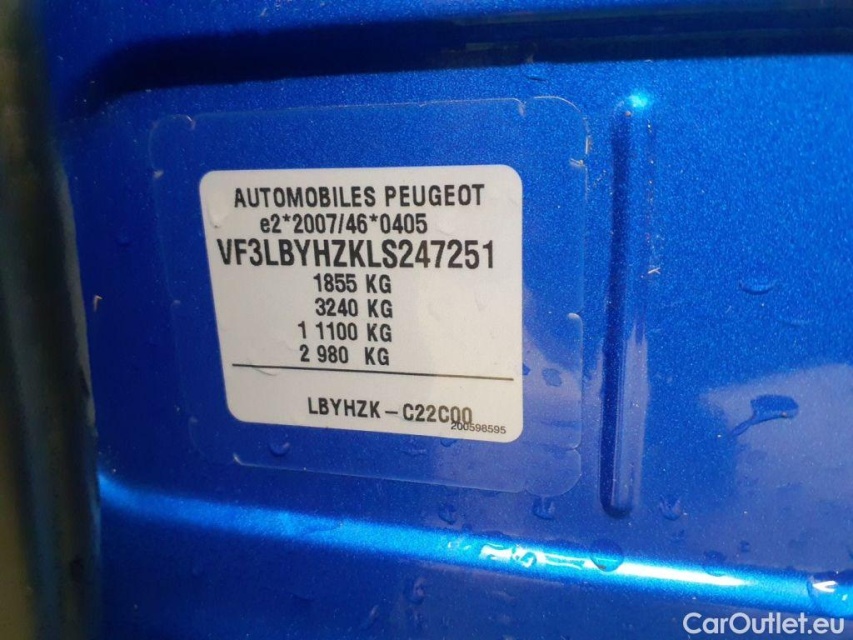 AUTOMOBILES PEUGEOT
e2*2007/46*0405
VF3LBYHZKLS247251
1855 KG
3240 KG
1 1100 KG
2 980 KG
LBYHZK-C22C00
200598595
CarOutlet.eu